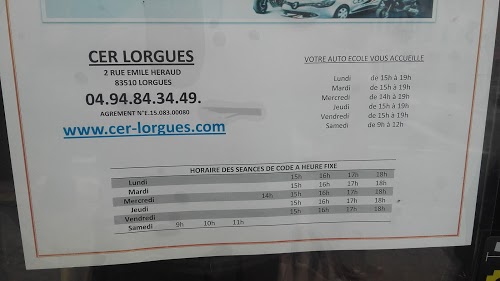 CER LORGUES
2 RUE EMILE HERAUD
83510 LORGUES
04.94.84.34.49.
AGREMENT N°E.15.083.00080
www.cer-lorgues.com
VOTRE AUTO ECOLE VOUS ACCUEILLE
Lundi de 15h à 19h
Mardi de 15h à 19h
Mercredi de 14h à 19h
Jeudi de 15h à 19h
Vendredi de 15h à 19h
Samedi de 9h à 12h
HORAIRE DES SEANCES DE CODE A HEURE FIXE
Lundi 15h 16h 17h 18h
Mardi 15h 16h 17h 18h
Mercredi 14h 15h 16h 17h 18h
Jeudi 15h 16h 17h 18h
Vendredi 15h 16h 17h 18h
Samedi 9h 10h 11h